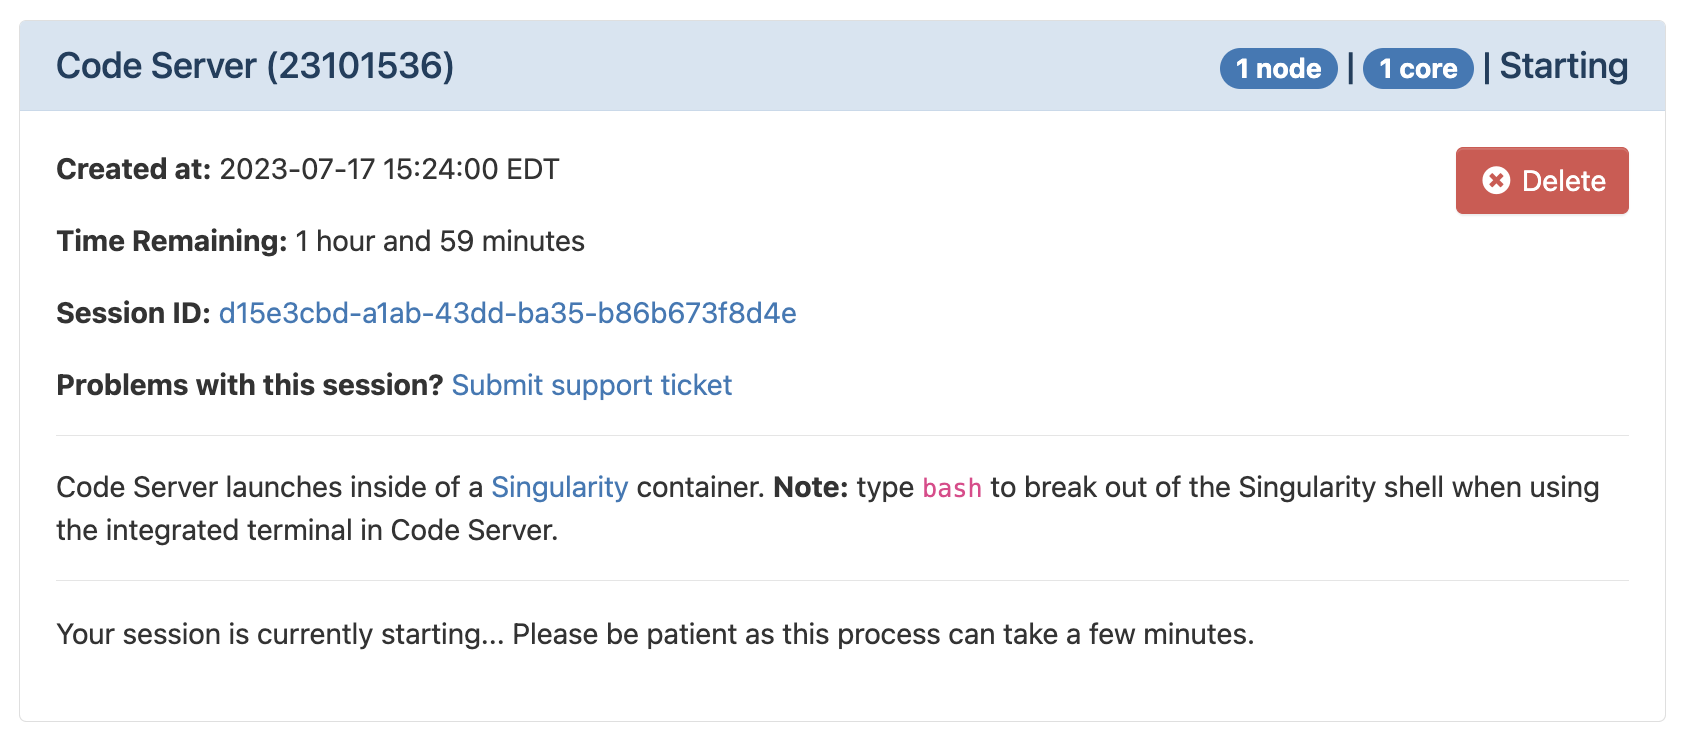 Code Server (23101536)
1 node | 1 core | Starting
Created at: 2023-07-17 15:24:00 EDT
Delete
Time Remaining: 1 hour and 59 minutes
Session ID: d15e3cbd-a1ab-43dd-ba35-b86b673f8d4e
Problems with this session? Submit support ticket
Code Server launches inside of a Singularity container. Note: type bash to break out of the Singularity shell when using
the integrated terminal in Code Server.
Your session is currently starting... Please be patient as this process can take a few minutes.